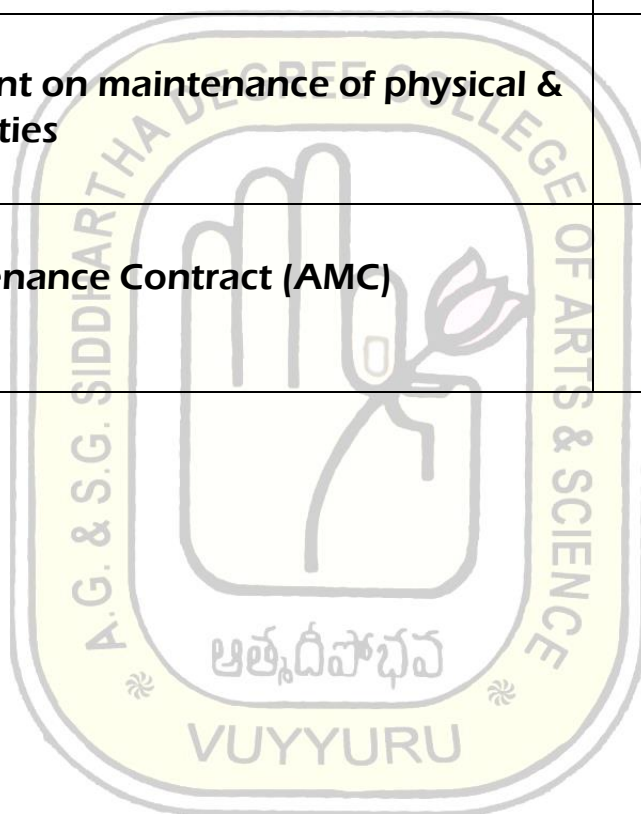 nt on maintenance of physical &
ties
nance Contract (AMC)
A.G. & S.G. SIDDHARTHA DEGREE COLLEGE OF ARTS & SCIENCE
ఆత్మదీపోభవ
VUYYURU